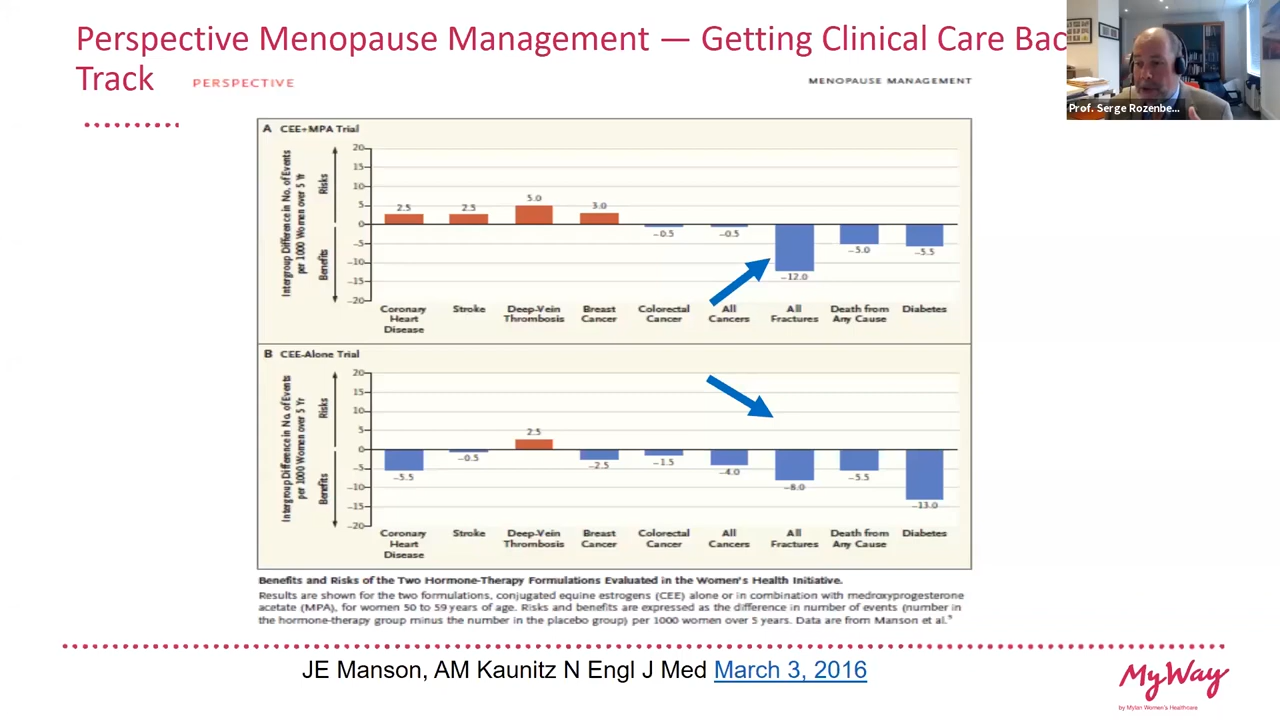 Perspective Menopause Management — Getting Clinical Care Bac
Track
PERSPECTIVE
MENOPAUSE MANAGEMENT
Prof. Serge Rozenbe...
A CEE+MPA Trial
Intergroup Difference in No. of Events
per 1000 Women over 5 Yr
Risks
Benefits
20
15
10
5
0
-5
-10
-15
-20
2.5
2.5
5.0
3.0
-0.5
-0.5
-12.0
-5.0
-5.5
Coronary Heart Disease
Stroke
Deep-Vein Thrombosis
Breast Cancer
Colorectal Cancer
All Cancers
All Fractures
Death from Any Cause
Diabetes
B CEE-Alone Trial
Intergroup Difference in No. of Events
per 1000 Women over 5 Yr
Risks
Benefits
20
15
10
5
0
-5
-10
-15
-20
-5.5
-0.5
2.5
-2.5
-1.5
-4.0
-8.0
-5.5
-13.0
Coronary Heart Disease
Stroke
Deep-Vein Thrombosis
Breast Cancer
Colorectal Cancer
All Cancers
All Fractures
Death from Any Cause
Diabetes
Benefits and Risks of the Two Hormone-Therapy Formulations Evaluated in the Women's Health Initiative.
Results are shown for the two formulations, conjugated equine estrogens (CEE) alone or in combination with medroxyprogesterone
acetate (MPA), for women 50 to 59 years of age. Risks and benefits are expressed as the difference in number of events (number in
the hormone-therapy group minus the number in the placebo group) per 1000 women over 5 years. Data are from Manson et al.
JE Manson, AM Kaunitz N Engl J Med March 3, 2016
MyWay
by Mylan Women's Healthcare